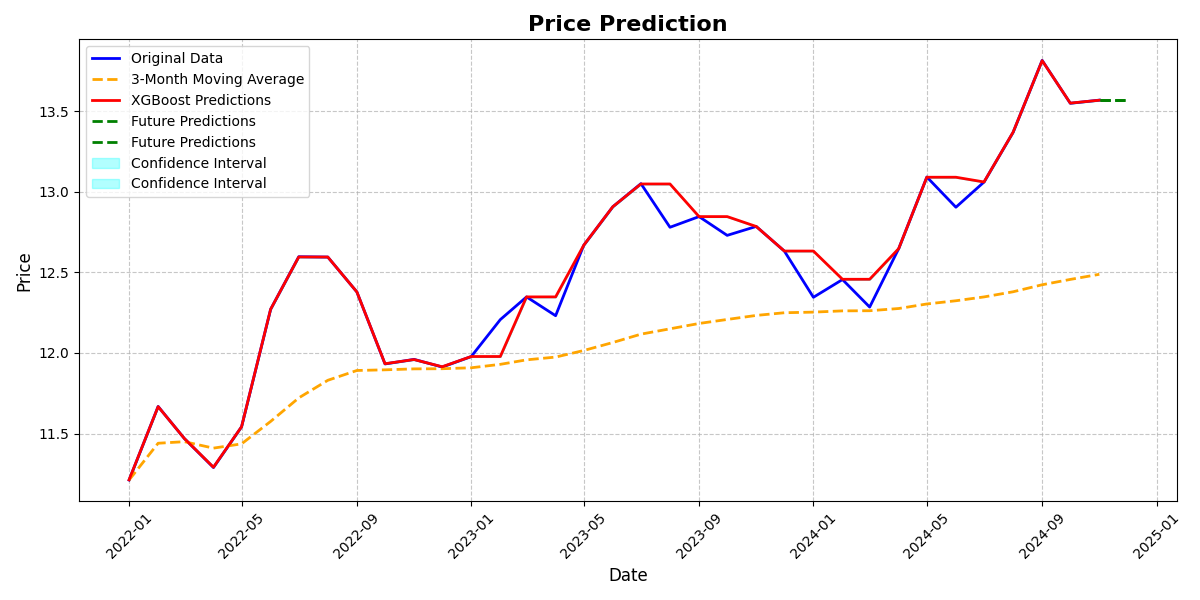 Price Prediction
Original Data
3-Month Moving Average
XGBoost Predictions
Future Predictions
Future Predictions
Confidence Interval
Confidence Interval
Price
13.5
13.0
12.5
12.0
11.5
2022-01
2022-05
2022-09
2023-01
2023-05
2023-09
2024-01
2024-05
2024-09
2025-01
Date